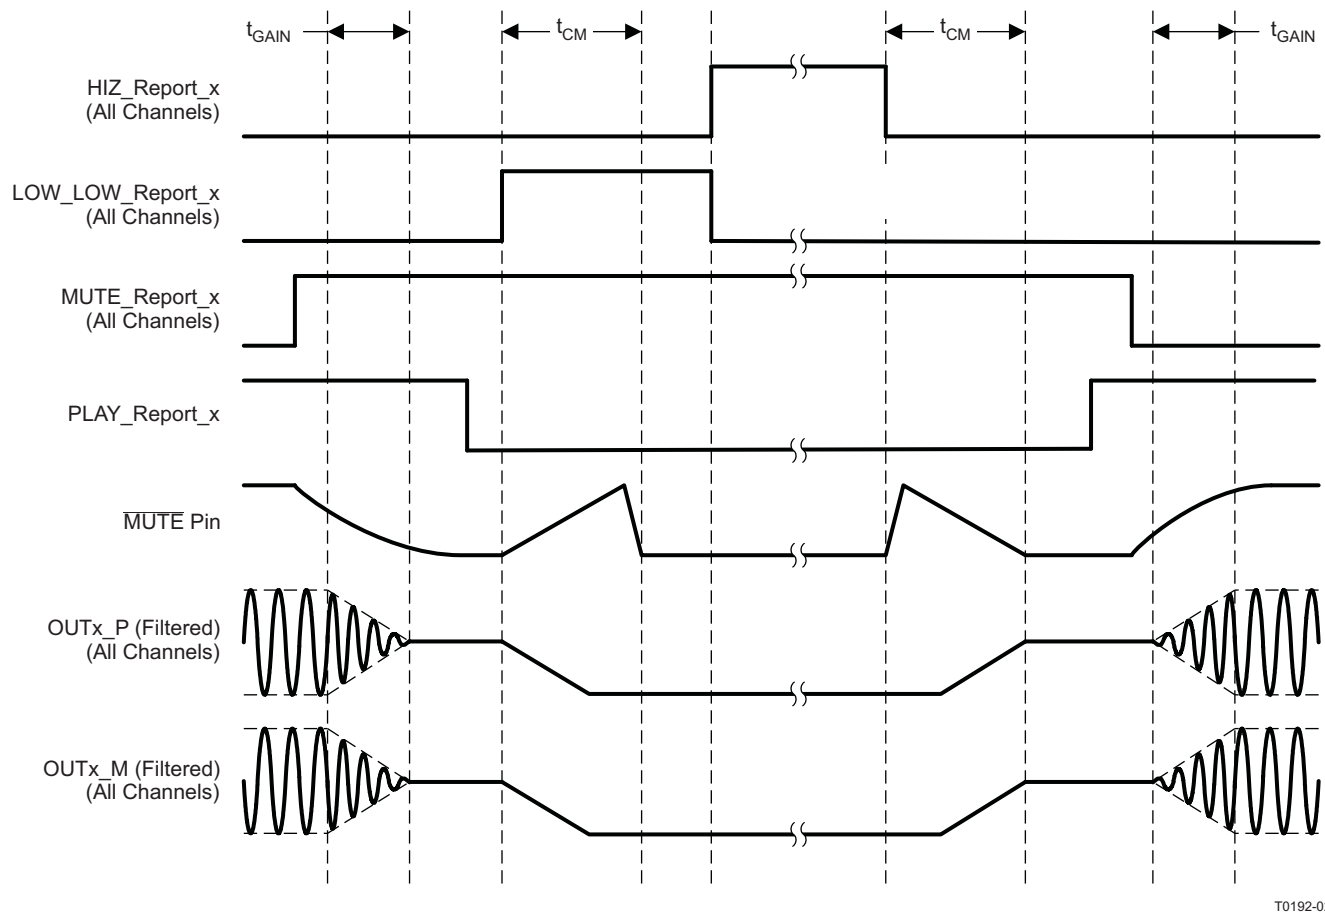 tGAIN
tCM
tCM
tGAIN
HIZ_Report_x
(All Channels)
LOW_LOW_Report_x
(All Channels)
MUTE_Report_x
(All Channels)
PLAY_Report_x
MUTE Pin
OUTx_P (Filtered)
(All Channels)
OUTx_M (Filtered)
(All Channels)